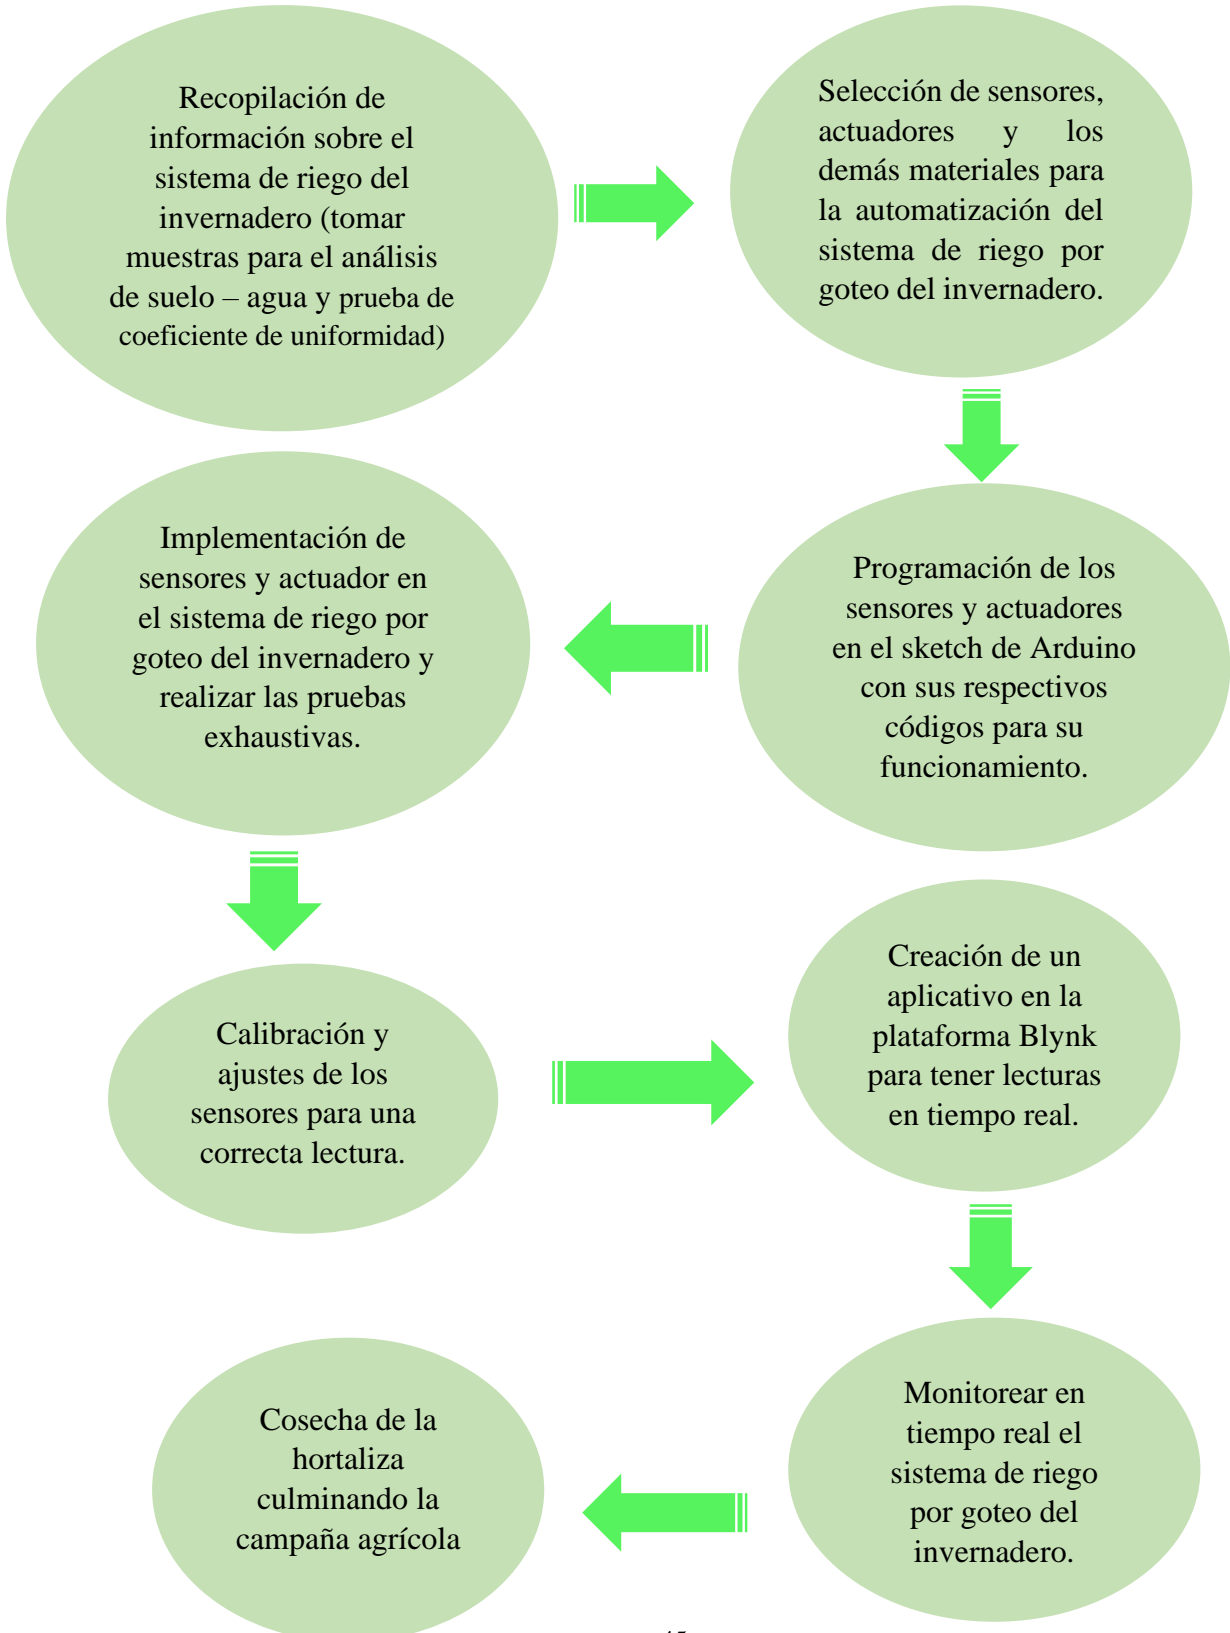 Recopilación de
información sobre el
sistema de riego del
invernadero (tomar
muestras para el análisis
de suelo – agua y prueba de
coeficiente de uniformidad)
Selección de sensores,
actuadores y los
demás materiales para
la automatización del
sistema de riego por
goteo del invernadero.
Programación de los
sensores y actuadores
en el sketch de Arduino
con sus respectivos
códigos para su
funcionamiento.
Implementación de
sensores y actuador en
el sistema de riego por
goteo del invernadero y
realizar las pruebas
exhaustivas.
Calibración y
ajustes de los
sensores para una
correcta lectura.
Creación de un
aplicativo en la
plataforma Blynk
para tener lecturas
en tiempo real.
Monitorear en
tiempo real el
sistema de riego
por goteo del
invernadero.
Cosecha de la
hortaliza
culminando la
campaña agrícola